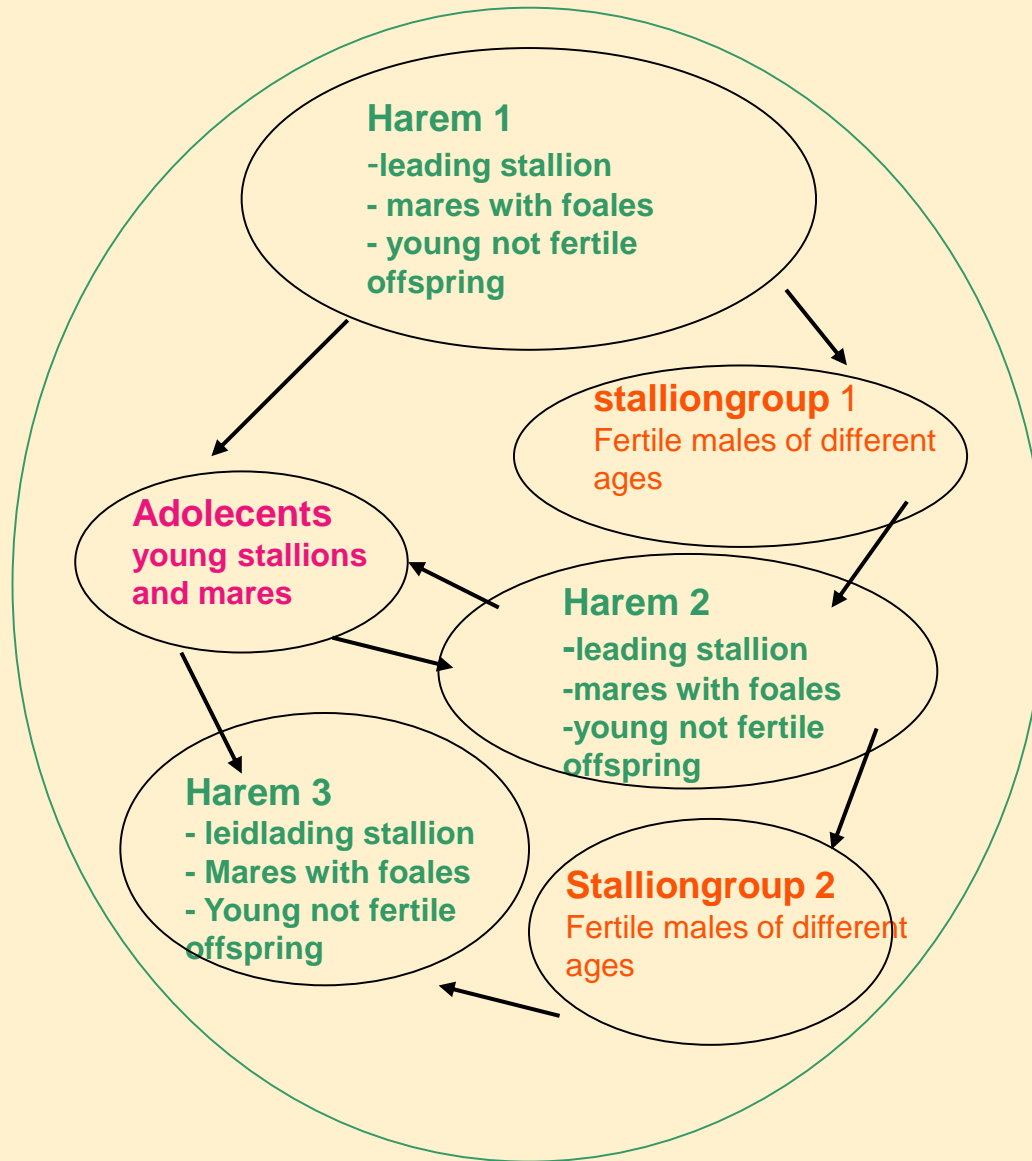 Harem 1
-leading stallion
- mares with foales
- young not fertile
offspring
stalliongroup 1
Fertile males of different
ages
Adolecents
young stallions
and mares
Harem 2
-leading stallion
-mares with foales
-young not fertile
offspring
Harem 3
- leidlading stallion
- Mares with foales
- Young not fertile
offspring
Stalliongroup 2
Fertile males of different
ages